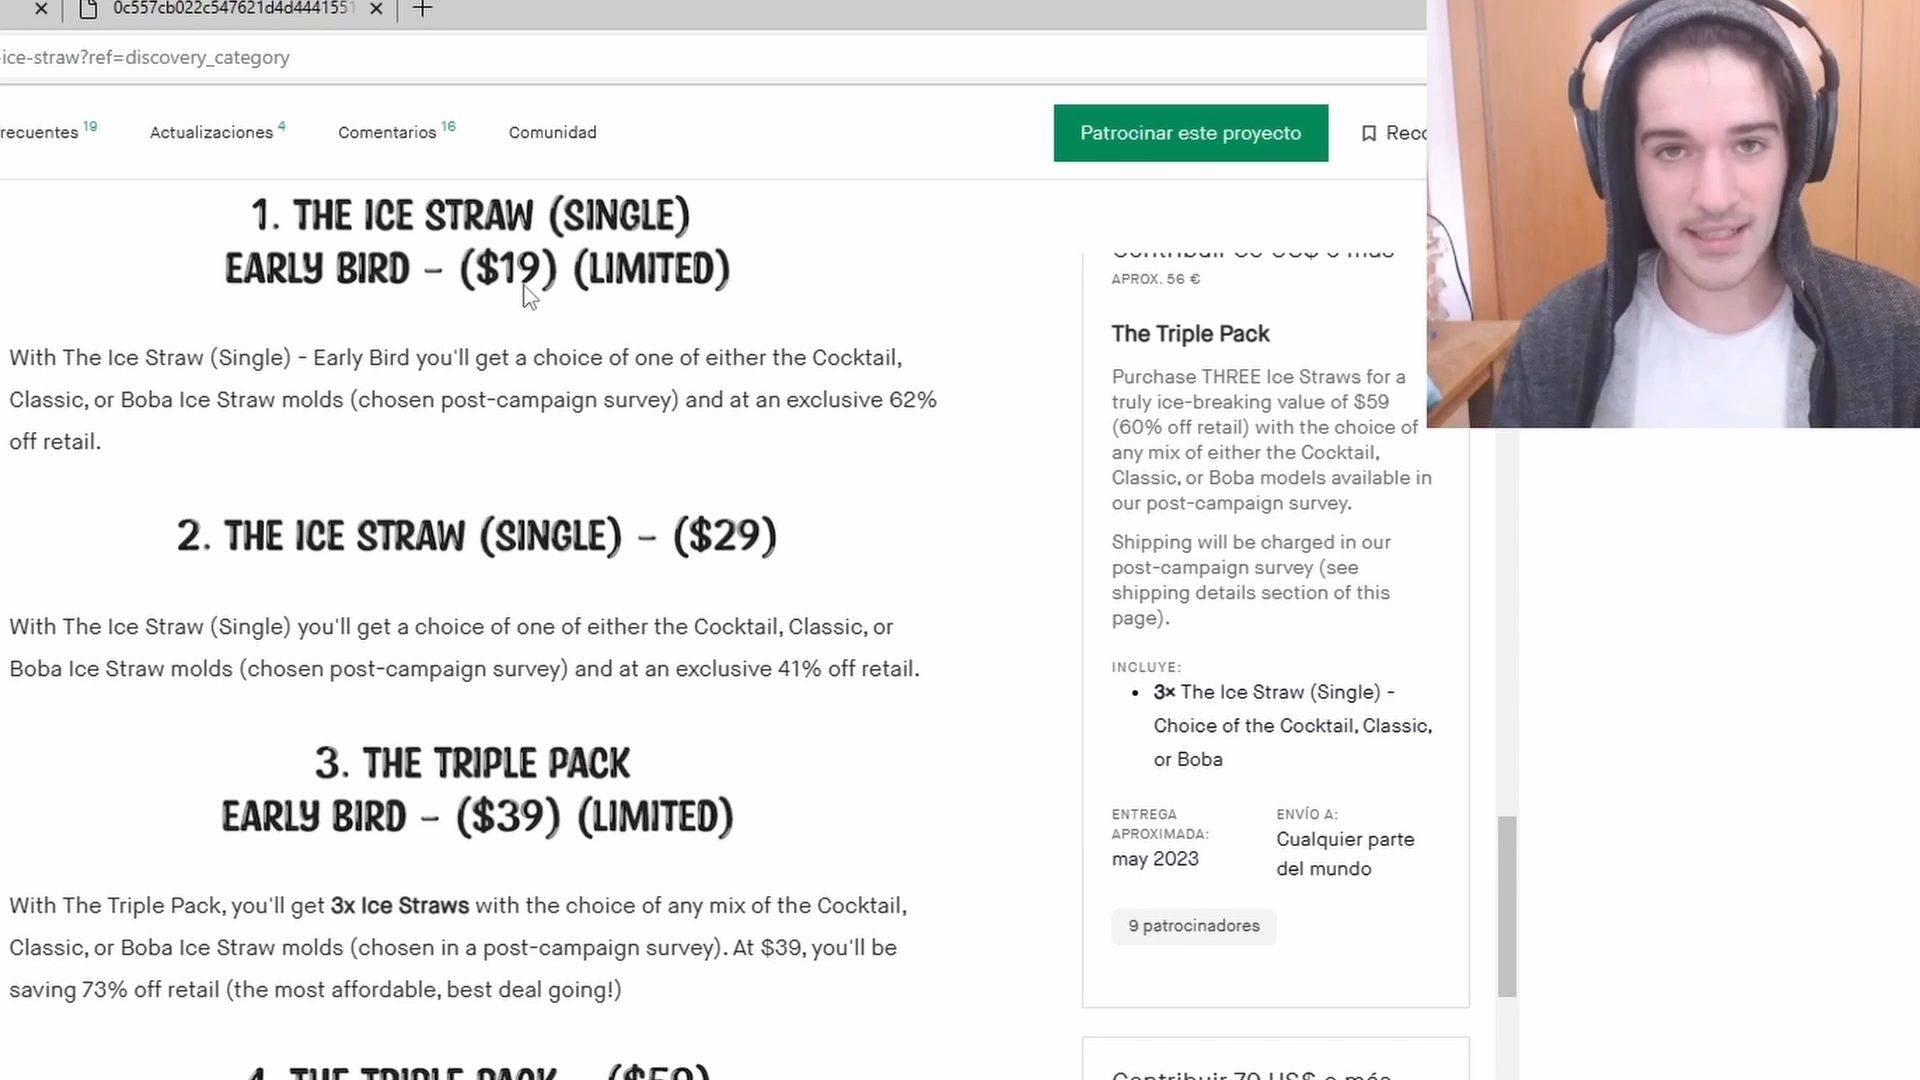 0c557cb022c547621d4d4441551
-ice-straw?ref=discovery_category
recuentes 19
Actualizaciones 4
Comentarios 16
Comunidad
Patrocinar este proyecto
Reco
1. THE ICE STRAW (SINGLE)
EARLY BIRD - ($19) (LIMITED)
With The Ice Straw (Single) - Early Bird you'll get a choice of one of either the Cocktail,
Classic, or Boba Ice Straw molds (chosen post-campaign survey) and at an exclusive 62%
off retail.
2. THE ICE STRAW (SINGLE) - ($29)
With The Ice Straw (Single) you'll get a choice of one of either the Cocktail, Classic, or
Boba Ice Straw molds (chosen post-campaign survey) and at an exclusive 41% off retail.
3. THE TRIPLE PACK
EARLY BIRD - ($39) (LIMITED)
With The Triple Pack, you'll get 3x Ice Straws with the choice of any mix of the Cocktail,
Classic, or Boba Ice Straw molds (chosen in a post-campaign survey). At $39, you'll be
saving 73% off retail (the most affordable, best deal going!)
4. THE TRIPLE PACK - ($59)
APROX. 56 €
The Triple Pack
Purchase THREE Ice Straws for a
truly ice-breaking value of $59
(60% off retail) with the choice of
any mix of either the Cocktail,
Classic, or Boba models available in
our post-campaign survey.
Shipping will be charged in our
post-campaign survey (see
shipping details section of this
page).
INCLUYE:
• 3× The Ice Straw (Single) -
Choice of the Cocktail, Classic,
or Boba
ENTREGA
APROXIMADA:
may 2023
ENVÍO A:
Cualquier parte
del mundo
9 patrocinadores
Contribuir 70 US$ o más